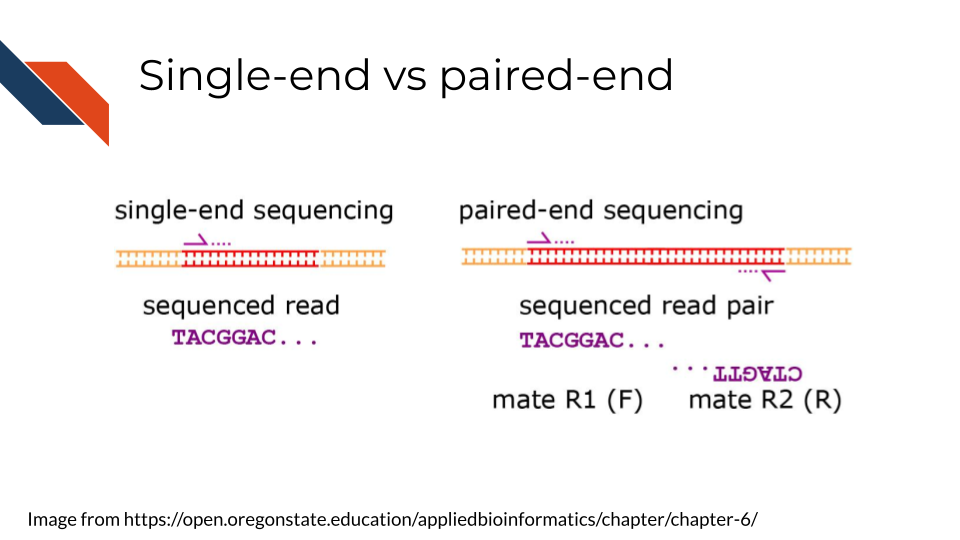 Single-end vs paired-end
single-end sequencing
sequenced read
TACGGAC...
paired-end sequencing
sequenced read pair
TACGGAC...
CTAGTT...
mate R1 (F)
mate R2 (R)
Image from https://open.oregonstate.education/appliedbioinformatics/chapter/chapter-6/